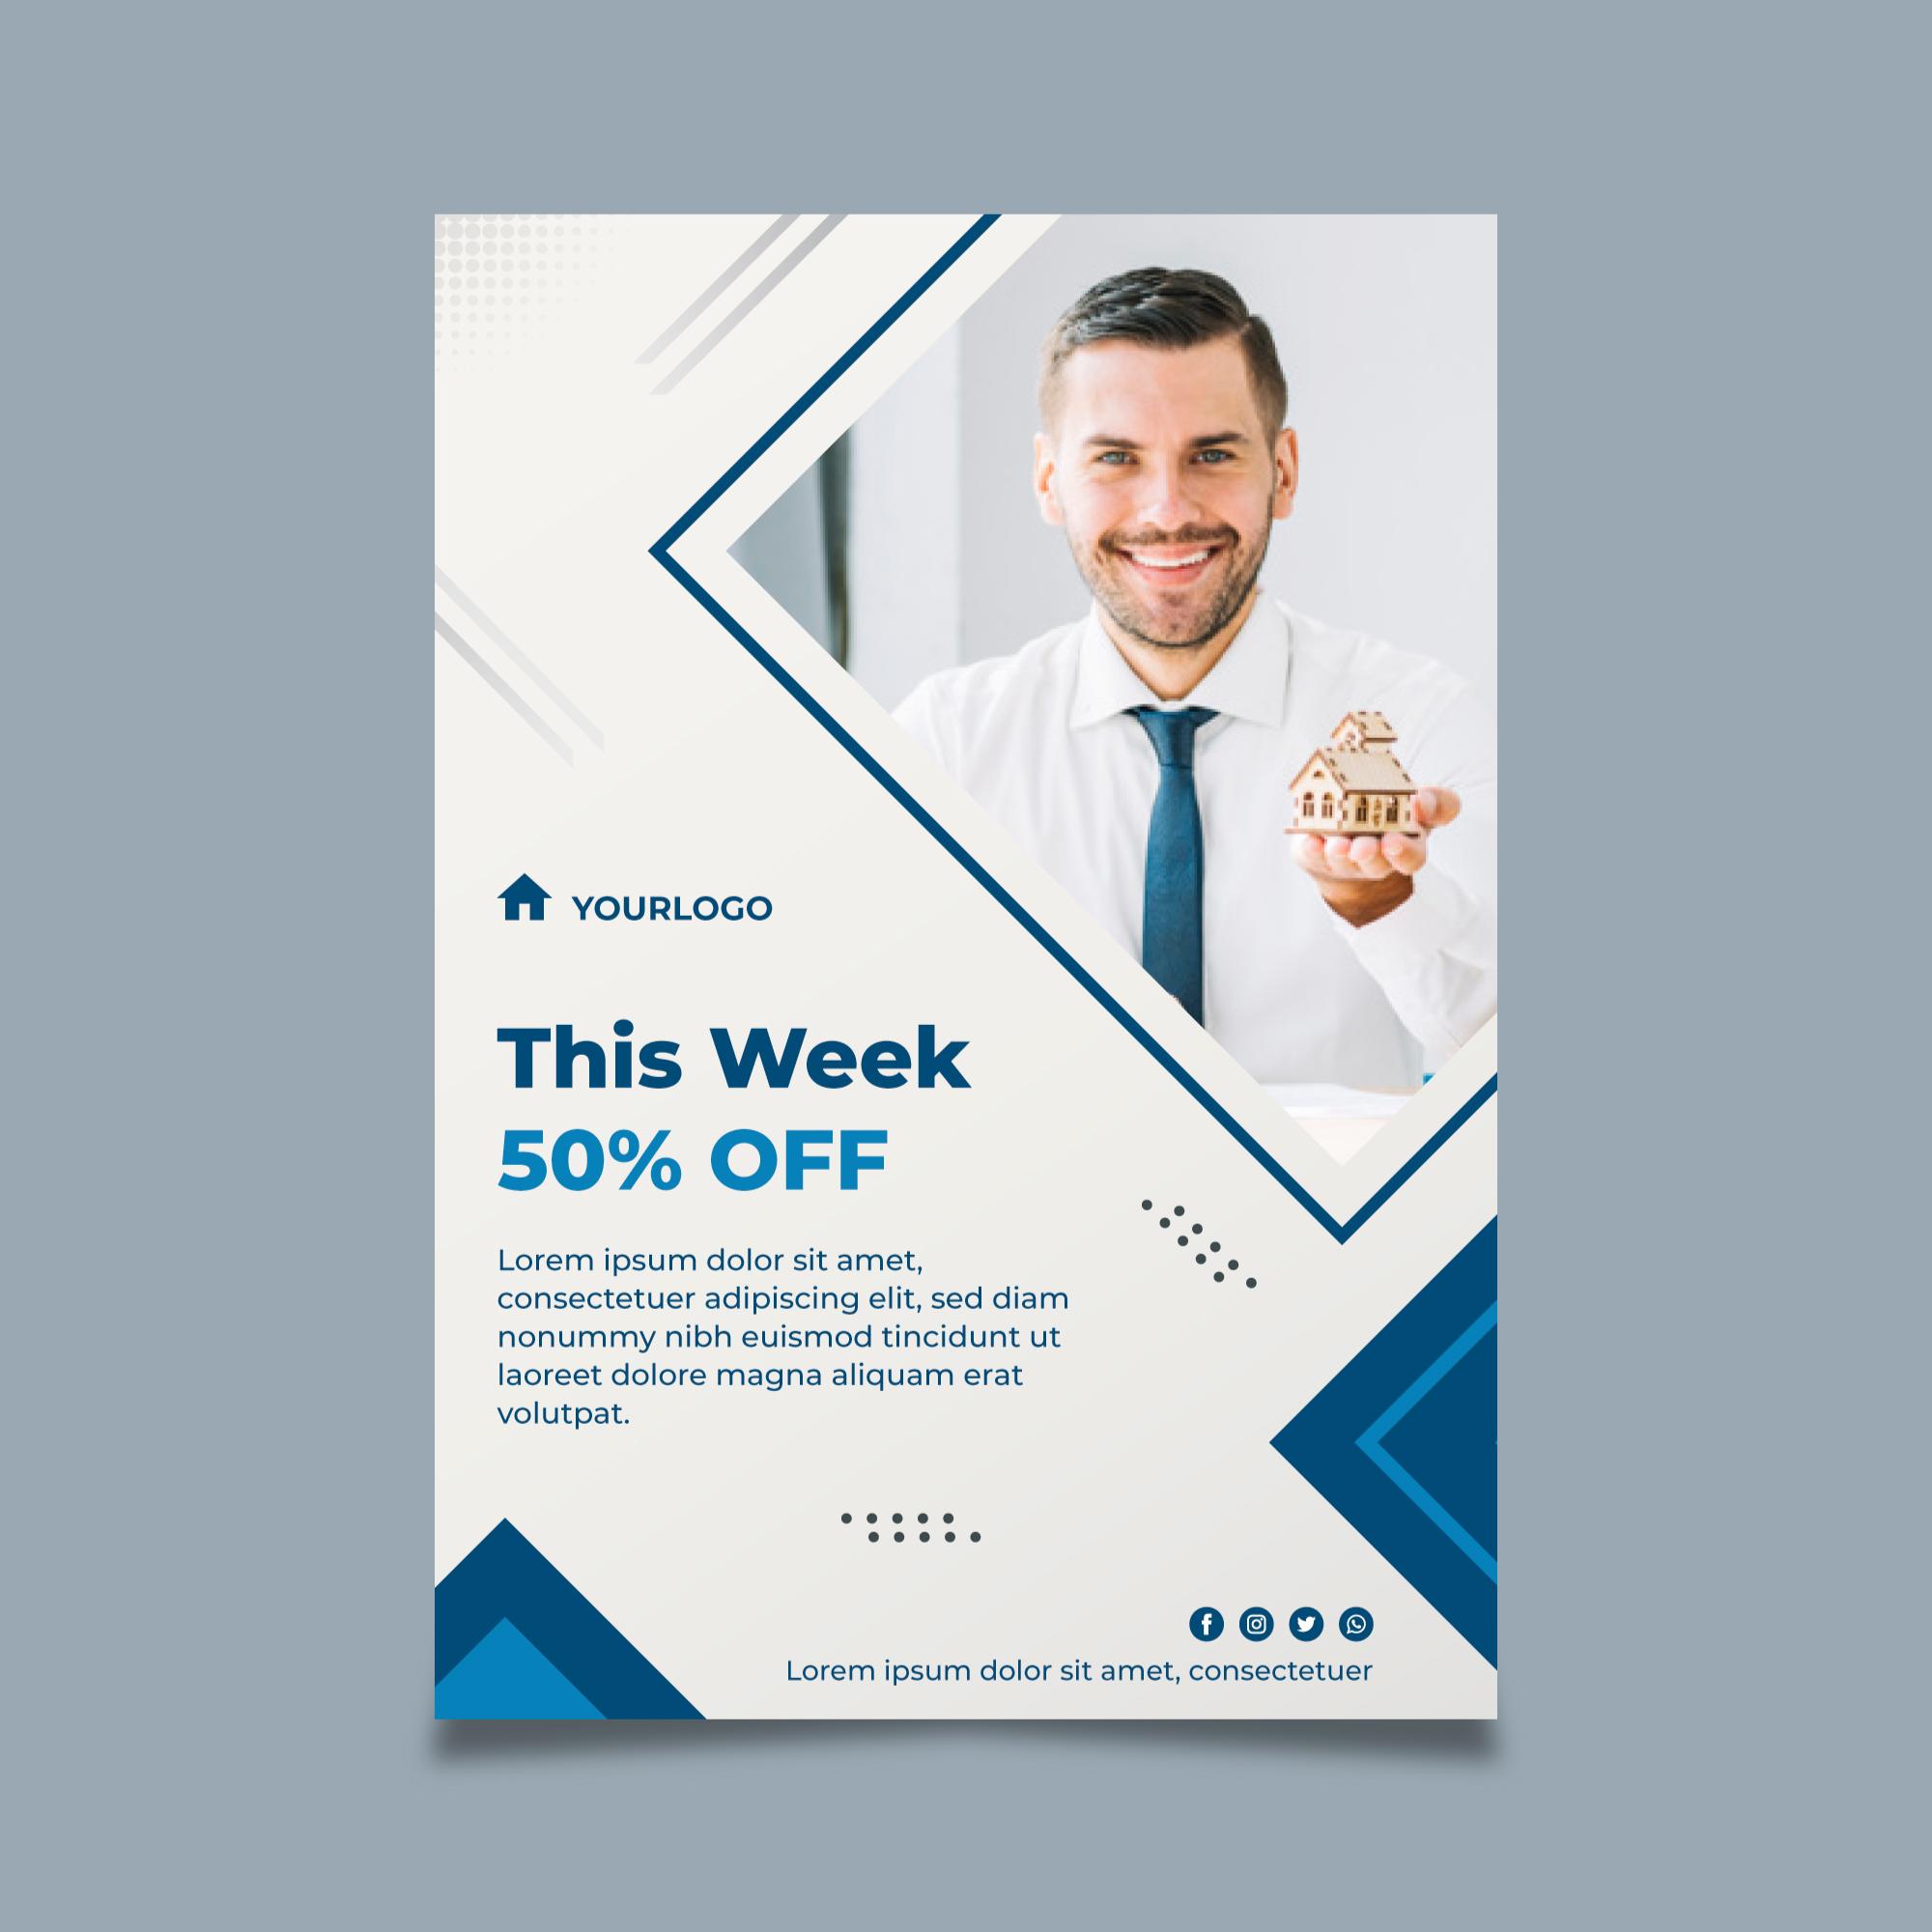 YOURLOGO
This Week
50% OFF
Lorem ipsum dolor sit amet,
consectetuer adipiscing elit, sed diam
nonummy nibh euismod tincidunt ut
laoreet dolore magna aliquam erat
volutpat.
Lorem ipsum dolor sit amet, consectetuer